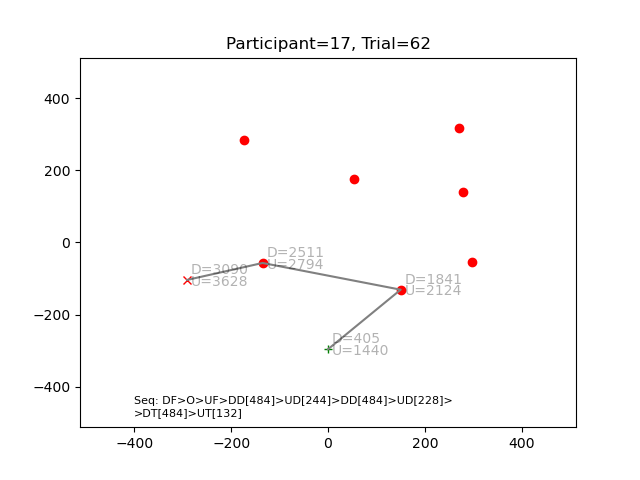 Participant=17, Trial=62
400
200
0
−200
−400
D=2511
U=2794
D=3090
U=3628
D=1841
U=2124
D=405
U=1440
Seq: DF>O>UF>DD[484]>UD[244]>DD[484]>UD[228]>
>DT[484]>UT[132]
−400
−200
0
200
400